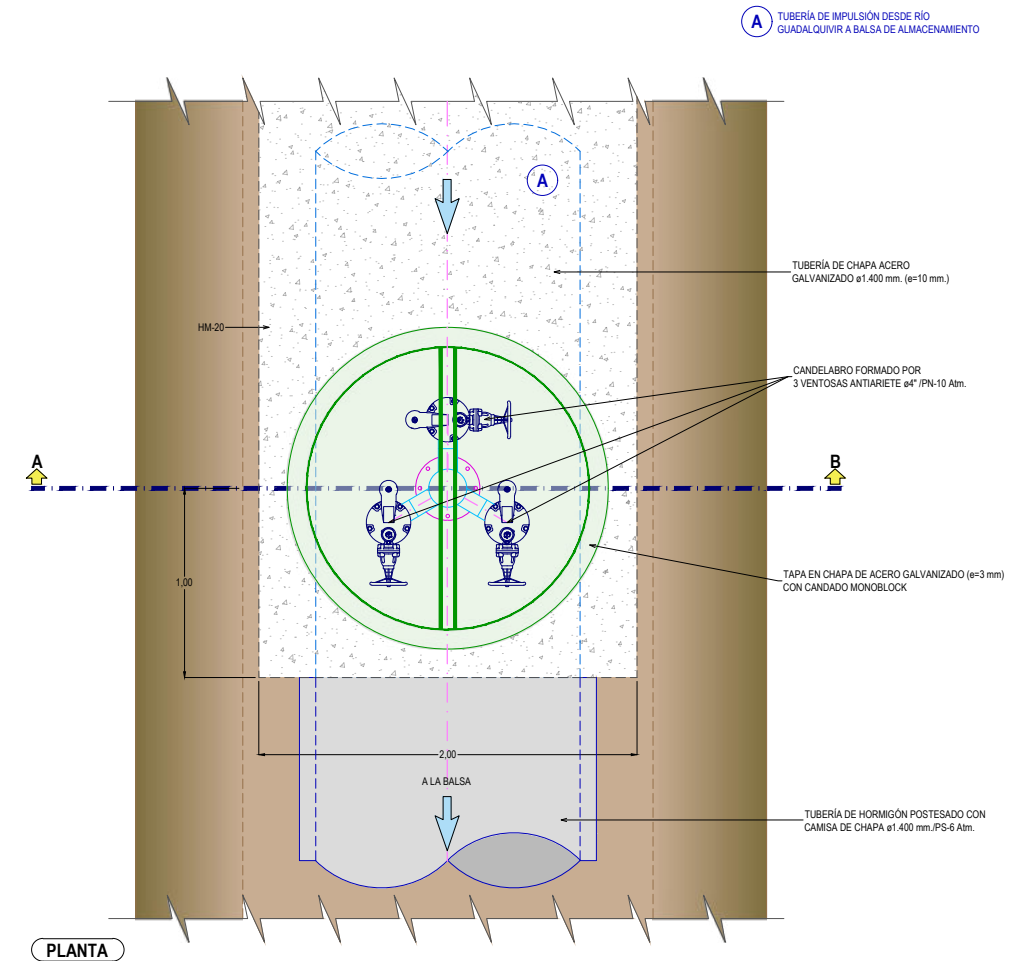 A
TUBERÍA DE IMPULSIÓN DESDE RÍO
GUADALQUIVIR A BALSA DE ALMACENAMIENTO
A
TUBERÍA DE CHAPA ACERO
GALVANIZADO ø1.400 mm. (e=10 mm.)
HM-20
CANDELABRO FORMADO POR
3 VENTOSAS ANTIARIETE ø4" /PN-10 Atm.
A
B
1,00
TAPA EN CHAPA DE ACERO GALVANIZADO (e=3 mm)
CON CANDADO MONOBLOCK
2,00
A LA BALSA
TUBERÍA DE HORMIGÓN POSTESADO CON
CAMISA DE CHAPA ø1.400 mm./PS-6 Atm.
PLANTA